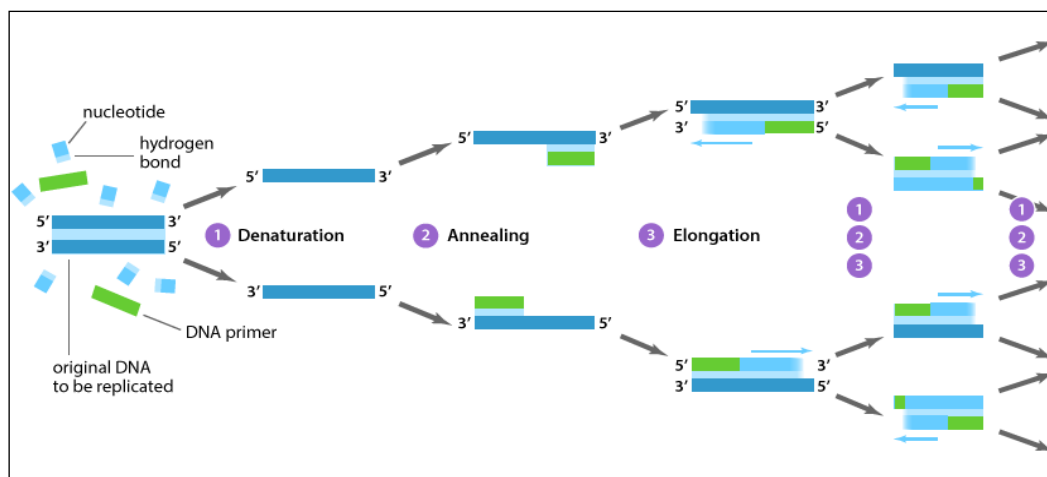 nucleotide
hydrogen
bond
5′ 3′
3′ 5′
DNA primer
original DNA
to be replicated
1 Denaturation
5′ 3′
3′ 5′
2 Annealing
5′ 3′
3′ 5′
3 Elongation
5′ 3′
3′ 5′
5′ 3′
3′ 5′
1
2
3
1
2
3